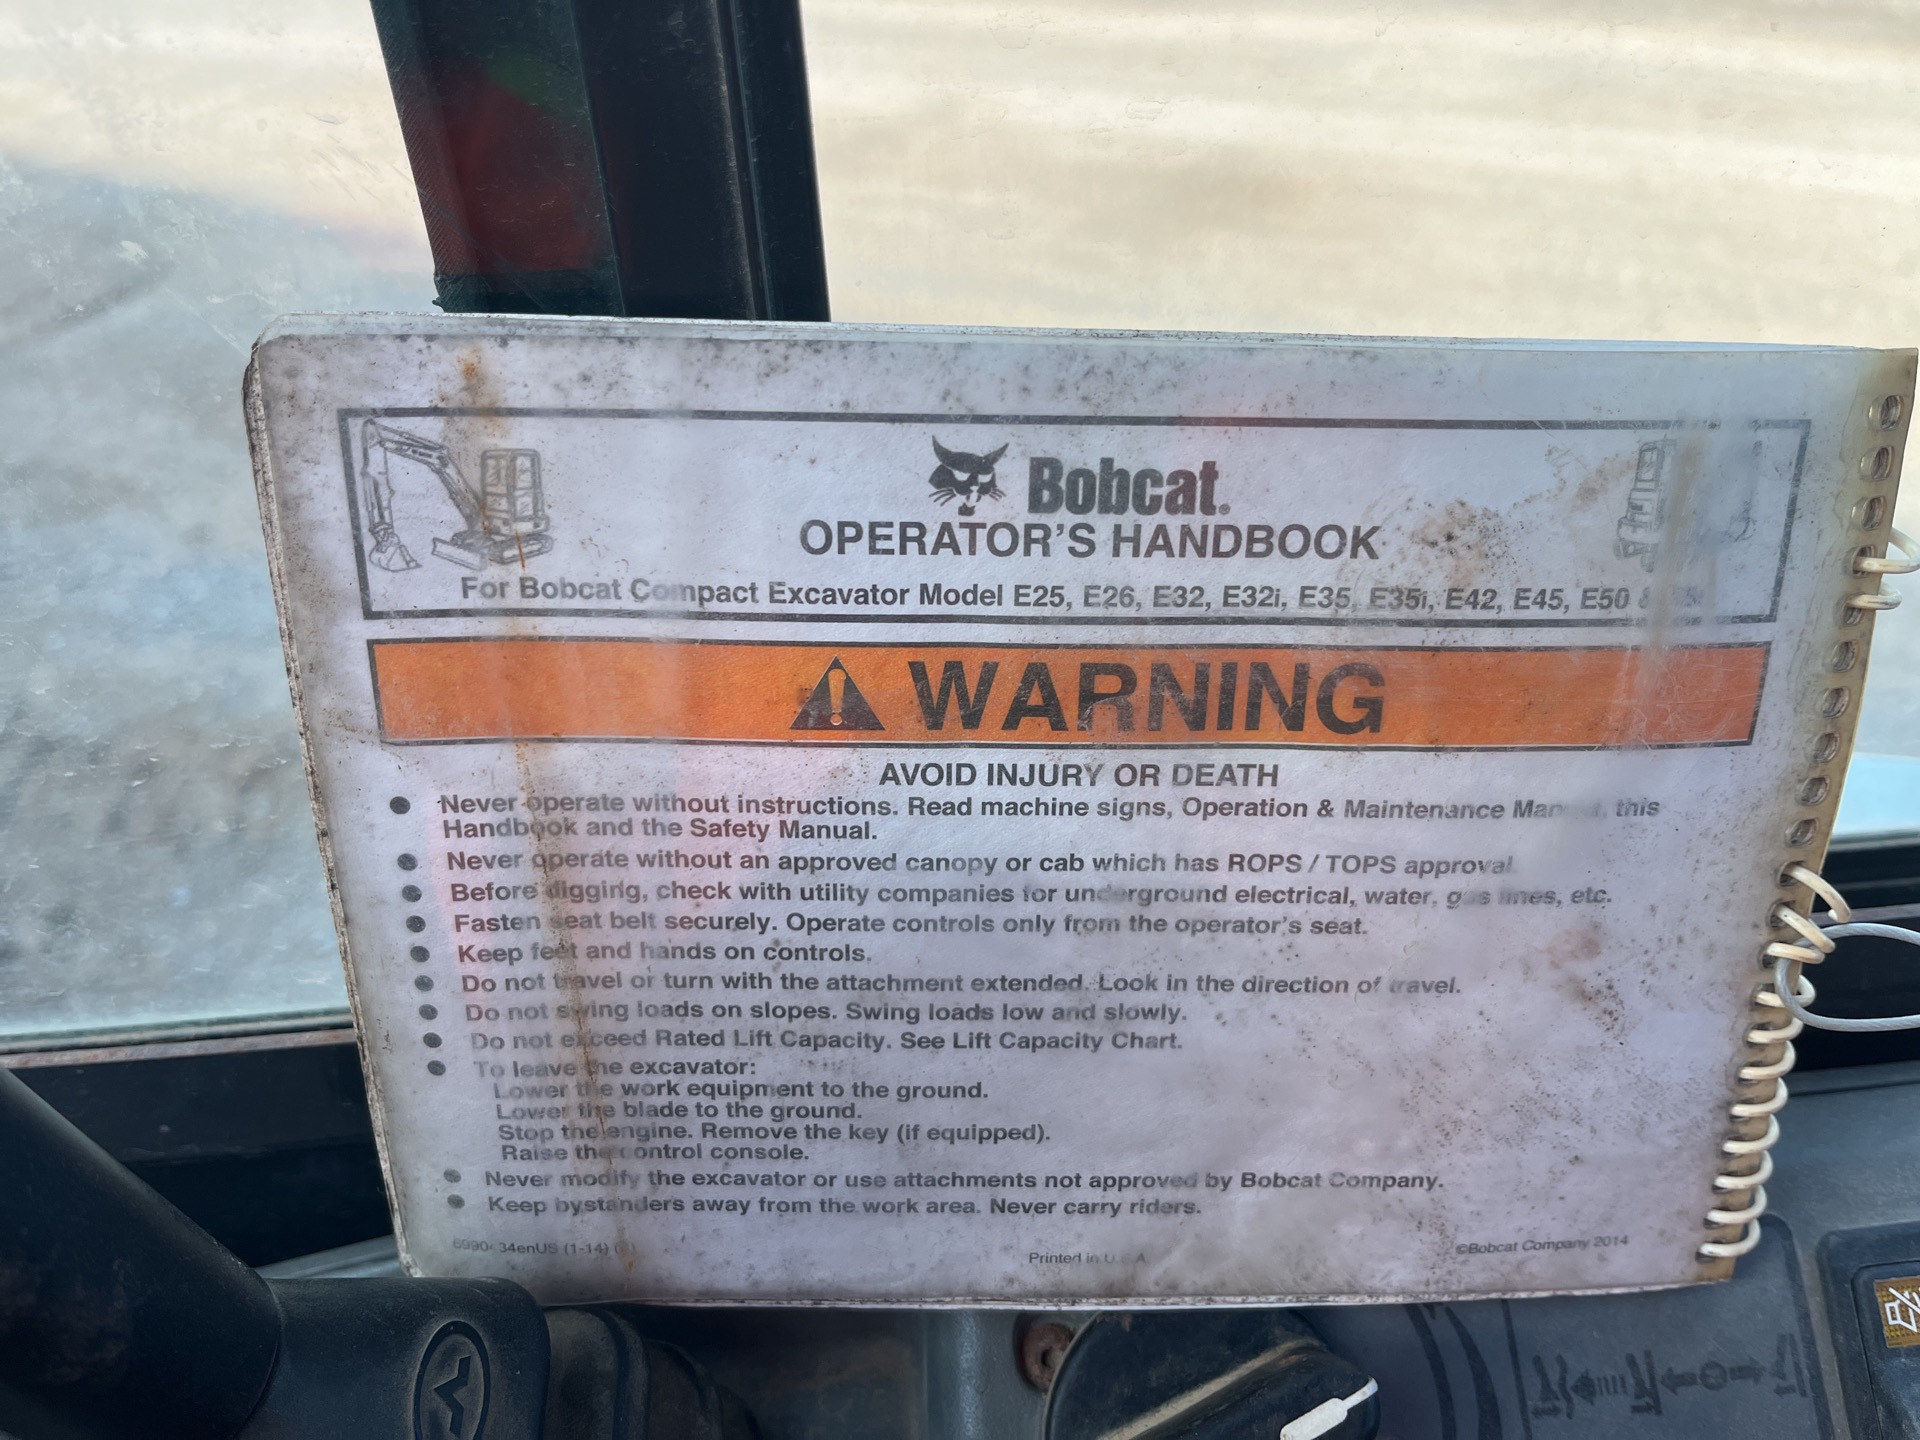 Bobcat.
OPERATOR'S HANDBOOK
For Bobcat Compact Excavator Model E25, E26, E32, E32i, E35, E35i, E42, E45, E50 &
WARNING
AVOID INJURY OR DEATH
● Never operate without instructions. Read machine signs, Operation & Maintenance Manual, this
Handbook and the Safety Manual.
● Never operate without an approved canopy or cab which has ROPS / TOPS approval.
● Before digging, check with utility companies for underground electrical, water, gas lines, etc.
● Fasten seat belt securely. Operate controls only from the operator's seat.
● Keep feet and hands on controls.
● Do not travel or turn with the attachment extended. Look in the direction of travel.
● Do not swing loads on slopes. Swing loads low and slowly.
● Do not exceed Rated Lift Capacity. See Lift Capacity Chart.
● To leave the excavator:
Lower the work equipment to the ground.
Lower the blade to the ground.
Stop the engine. Remove the key (if equipped).
Raise the control console.
● Never modify the excavator or use attachments not approved by Bobcat Company.
● Keep bystanders away from the work area. Never carry riders.
(1-14)
Printed in U.S.A.
©Bobcat Company 2014